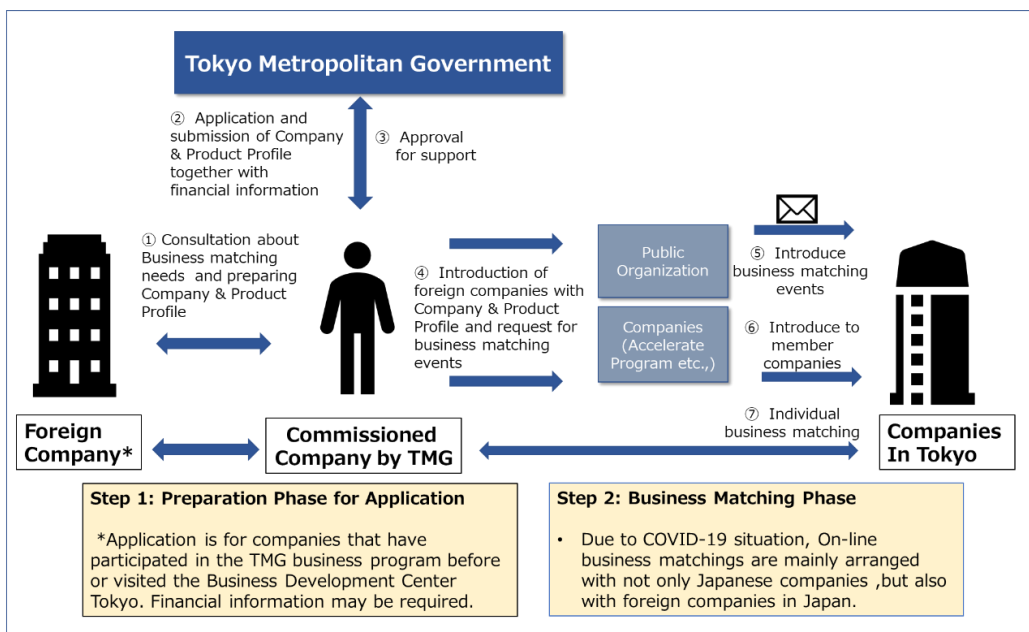 Tokyo Metropolitan Government
② Application and
submission of Company
& Product Profile
together with
financial information
③ Approval
for support
① Consultation about
Business matching
needs and preparing
Company & Product
Profile
④ Introduction of
foreign companies with
Company & Product
Profile and request for
business matching
events
Public
Organization
Companies
(Accelerate
Program etc.,)
⑤ Introduce
business matching
events
⑥ Introduce to
member
companies
⑦ Individual
business matching
Foreign
Company*
Commissioned
Company by TMG
Companies
In Tokyo
Step 1: Preparation Phase for Application
*Application is for companies that have
participated in the TMG business program before
or visited the Business Development Center
Tokyo. Financial information may be required.
Step 2: Business Matching Phase
• Due to COVID-19 situation, On-line
business matchings are mainly arranged
with not only Japanese companies ,but also
with foreign companies in Japan.